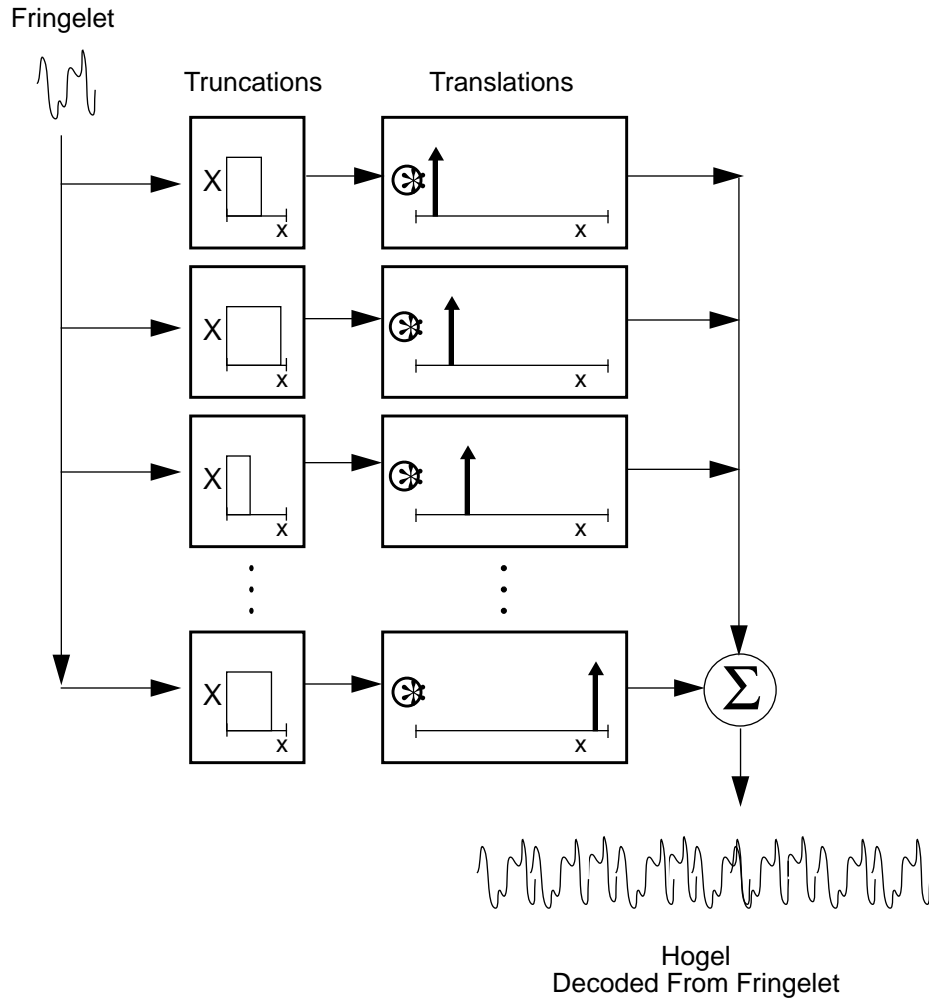 Fringelet
Truncations
Translations
X
x
x
X
x
x
X
x
x
X
x
x
Σ
Hogel
Decoded From Fringelet